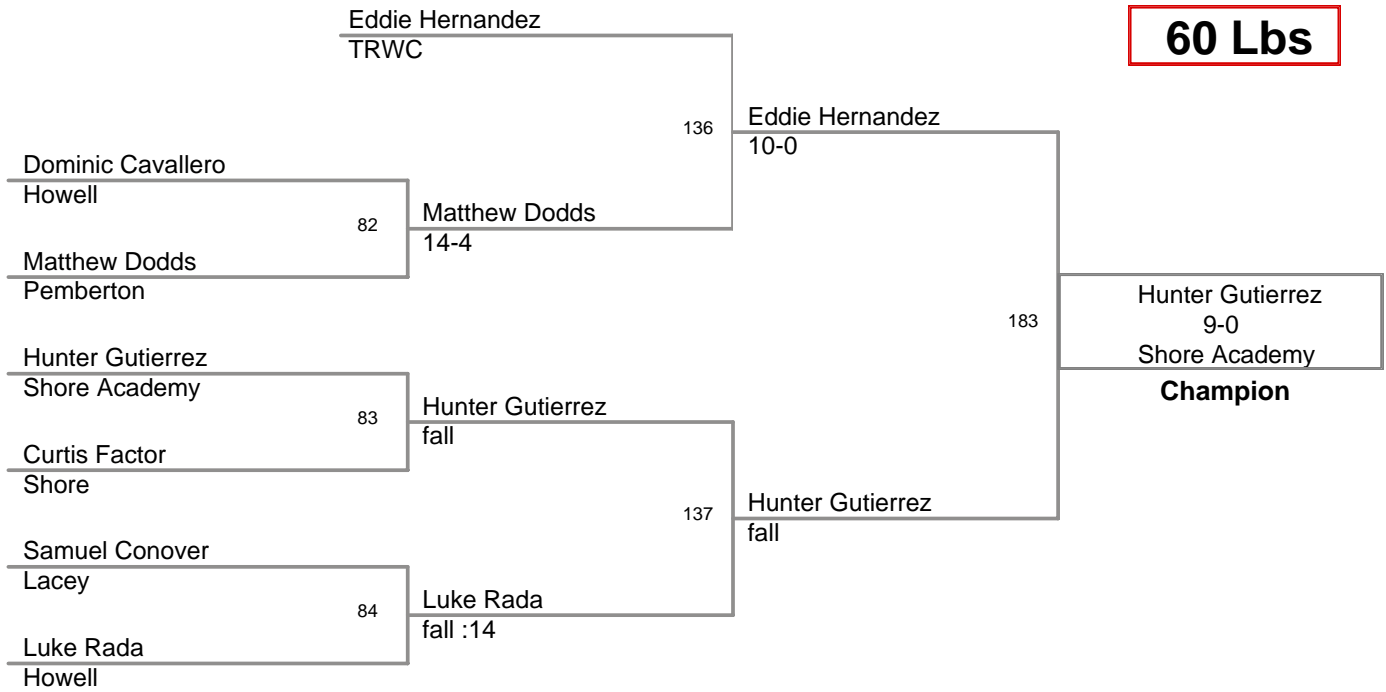 Eddie Hernandez
TRWC
60 Lbs
136
Eddie Hernandez
10-0
Dominic Cavallero
Howell
82
Matthew Dodds
14-4
Matthew Dodds
Pemberton
183
Hunter Gutierrez
9-0
Shore Academy
Champion
Hunter Gutierrez
Shore Academy
83
Hunter Gutierrez
fall
Curtis Factor
Shore
137
Hunter Gutierrez
fall
Samuel Conover
Lacey
84
Luke Rada
fall :14
Luke Rada
Howell